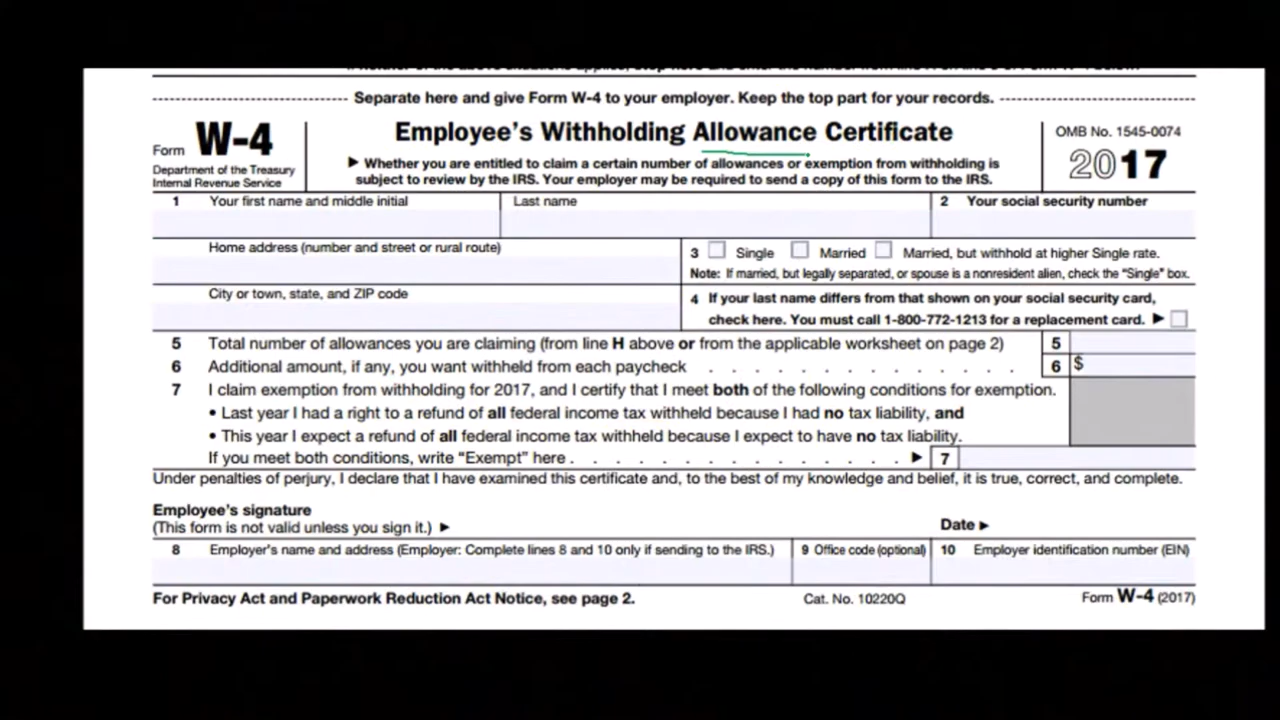 Separate here and give Form W-4 to your employer. Keep the top part for your records.
Form W-4
Department of the Treasury
Internal Revenue Service
Employee's Withholding Allowance Certificate
▶ Whether you are entitled to claim a certain number of allowances or exemption from withholding is
subject to review by the IRS. Your employer may be required to send a copy of this form to the IRS.
OMB No. 1545-0074
2017
1 Your first name and middle initial
Last name
2 Your social security number
Home address (number and street or rural route)
3 Single Married Married, but withhold at higher Single rate.
Note: If married, but legally separated, or spouse is a nonresident alien, check the "Single" box.
City or town, state, and ZIP code
4 If your last name differs from that shown on your social security card,
check here. You must call 1-800-772-1213 for a replacement card. ▶
5 Total number of allowances you are claiming (from line H above or from the applicable worksheet on page 2) 5
6 Additional amount, if any, you want withheld from each paycheck . . . . . . . . . . . . . . 6 $
7 I claim exemption from withholding for 2017, and I certify that I meet both of the following conditions for exemption.
• Last year I had a right to a refund of all federal income tax withheld because I had no tax liability, and
• This year I expect a refund of all federal income tax withheld because I expect to have no tax liability.
If you meet both conditions, write "Exempt" here . . . . . . . . . . . . . . . ▶ 7
Under penalties of perjury, I declare that I have examined this certificate and, to the best of my knowledge and belief, it is true, correct, and complete.
Employee's signature
(This form is not valid unless you sign it.) ▶
Date ▶
8 Employer's name and address (Employer: Complete lines 8 and 10 only if sending to the IRS.)
9 Office code (optional)
10 Employer identification number (EIN)
For Privacy Act and Paperwork Reduction Act Notice, see page 2.
Cat. No. 10220Q
Form W-4 (2017)